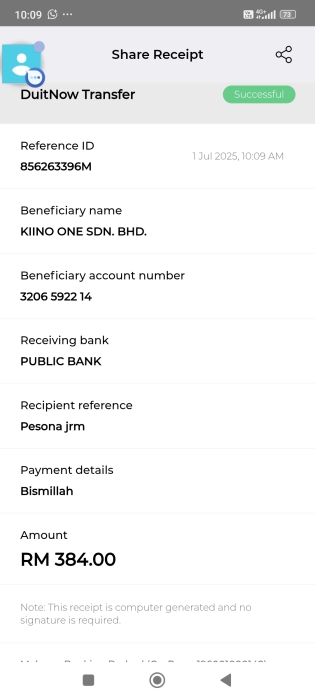 10:09
4G+
73
Share Receipt
DuitNow Transfer
Successful
Reference ID
856263396M
1 Jul 2025, 10:09 AM
Beneficiary name
KIINO ONE SDN. BHD.
Beneficiary account number
3206 5922 14
Receiving bank
PUBLIC BANK
Recipient reference
Pesona jrm
Payment details
Bismillah
Amount
RM 384.00
Note: This receipt is computer generated and no
signature is required.